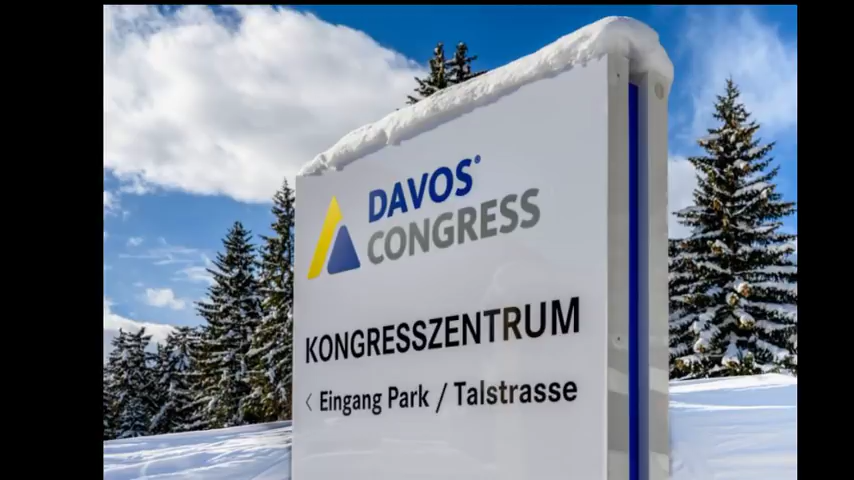 DAVOS°
CONGRESS
KONGRESSZENTRUM
< Eingang Park / Talstrasse